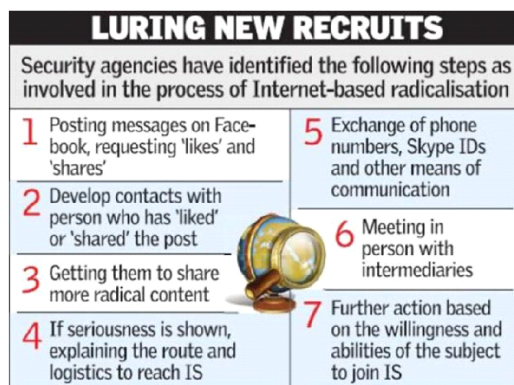 LURING NEW RECRUITS
Security agencies have identified the following steps as
involved in the process of Internet-based radicalisation
1 Posting messages on Face-
book, requesting 'likes' and
'shares'
2 Develop contacts with
person who has 'liked'
or 'shared' the post
3 Getting them to share
more radical content
4 If seriousness is shown,
explaining the route and
logistics to reach IS
5 Exchange of phone
numbers, Skype IDs
and other means of
communication
6 Meeting in
person with
intermediaries
7 Further action based
on the willingness and
abilities of the subject
to join IS